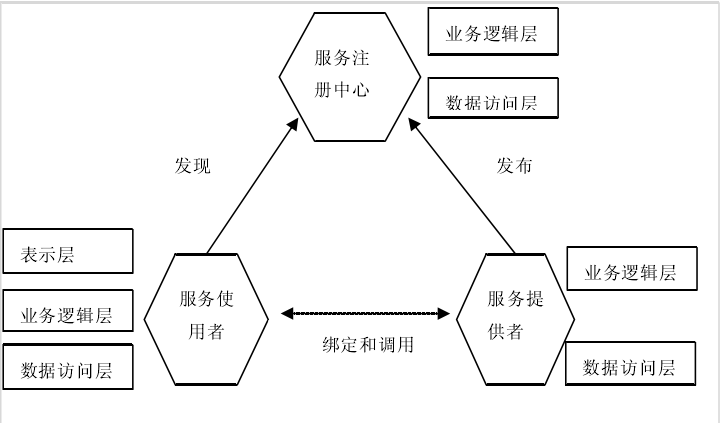 服务注
册中心
业务逻辑层
数据访问层
发现
发布
表示层
业务逻辑层
数据访问层
服务使
用者
绑定和调用
服务提
供者
业务逻辑层
数据访问层